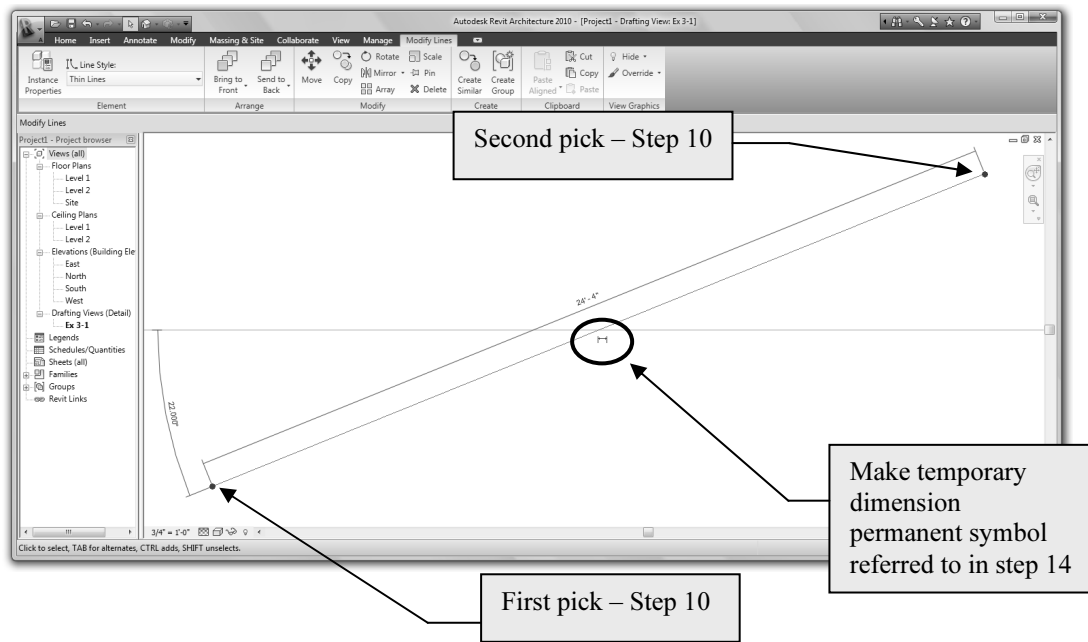 Autodesk Revit Architecture 2010 - [Project1 - Drafting View: Ex 3-1]
Home Insert Annotate Modify Massing & Site Collaborate View Manage Modify Lines
Line Style:
Thin Lines
Instance
Properties
Element
Bring to
Front
Send to
Back
Arrange
Move
Copy
Rotate
Mirror
Array
Scale
Pin
Delete
Modify
Create
Similar
Create
Group
Create
Paste
Aligned
Cut
Copy
Paste
Clipboard
Hide
Override
View Graphics
Modify Lines
Project1 - Project browser
Views (all)
Floor Plans
Level 1
Level 2
Site
Ceiling Plans
Level 1
Level 2
Elevations (Building Ele
East
North
South
West
Drafting Views (Detail)
Ex 3-1
Legends
Schedules/Quantities
Sheets (all)
Families
Groups
Revit Links
Second pick – Step 10
24' - 4"
22.000°
Make temporary
dimension
permanent symbol
referred to in step 14
3/4" = 1'-0"
Click to select, TAB for alternates, CTRL adds, SHIFT unselects.
First pick – Step 10